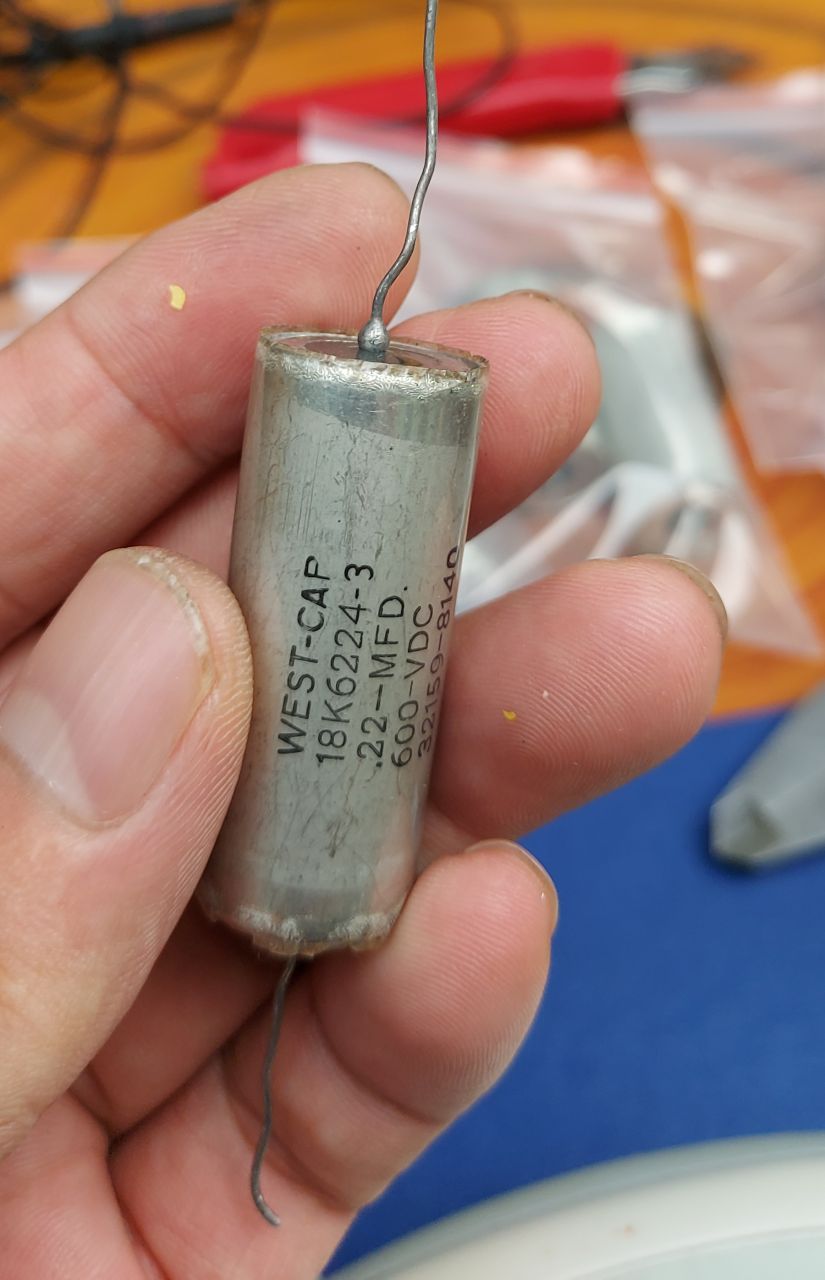 WEST-CAP
18K6224-3
.22-MFD.
600-VDC
32159-8140